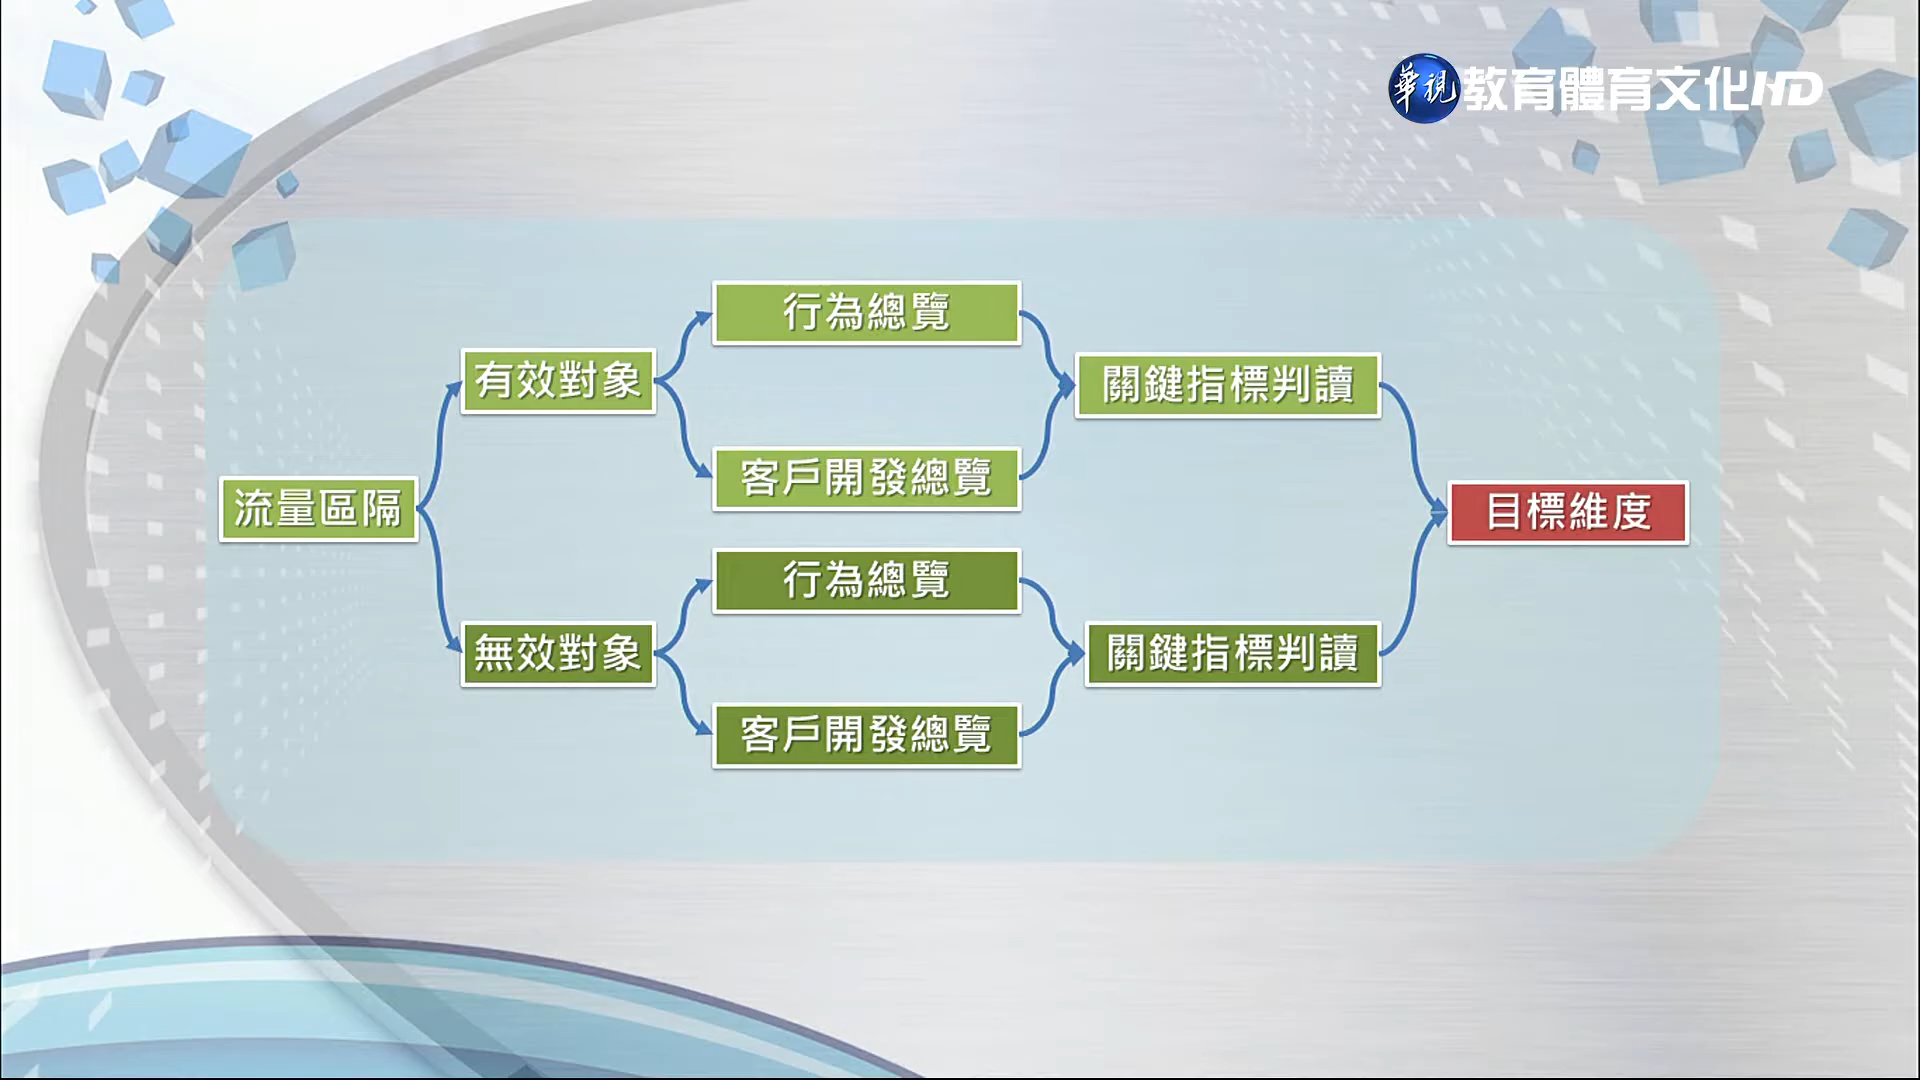 華視 教育體育文化HD
行為總覽
有效對象
關鍵指標判讀
客戶開發總覽
流量區隔
目標維度
行為總覽
無效對象
關鍵指標判讀
客戶開發總覽